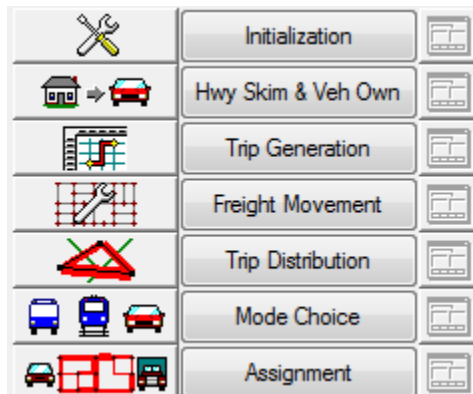 Initialization
Hwy Skim & Veh Own
Trip Generation
Freight Movement
Trip Distribution
Mode Choice
Assignment